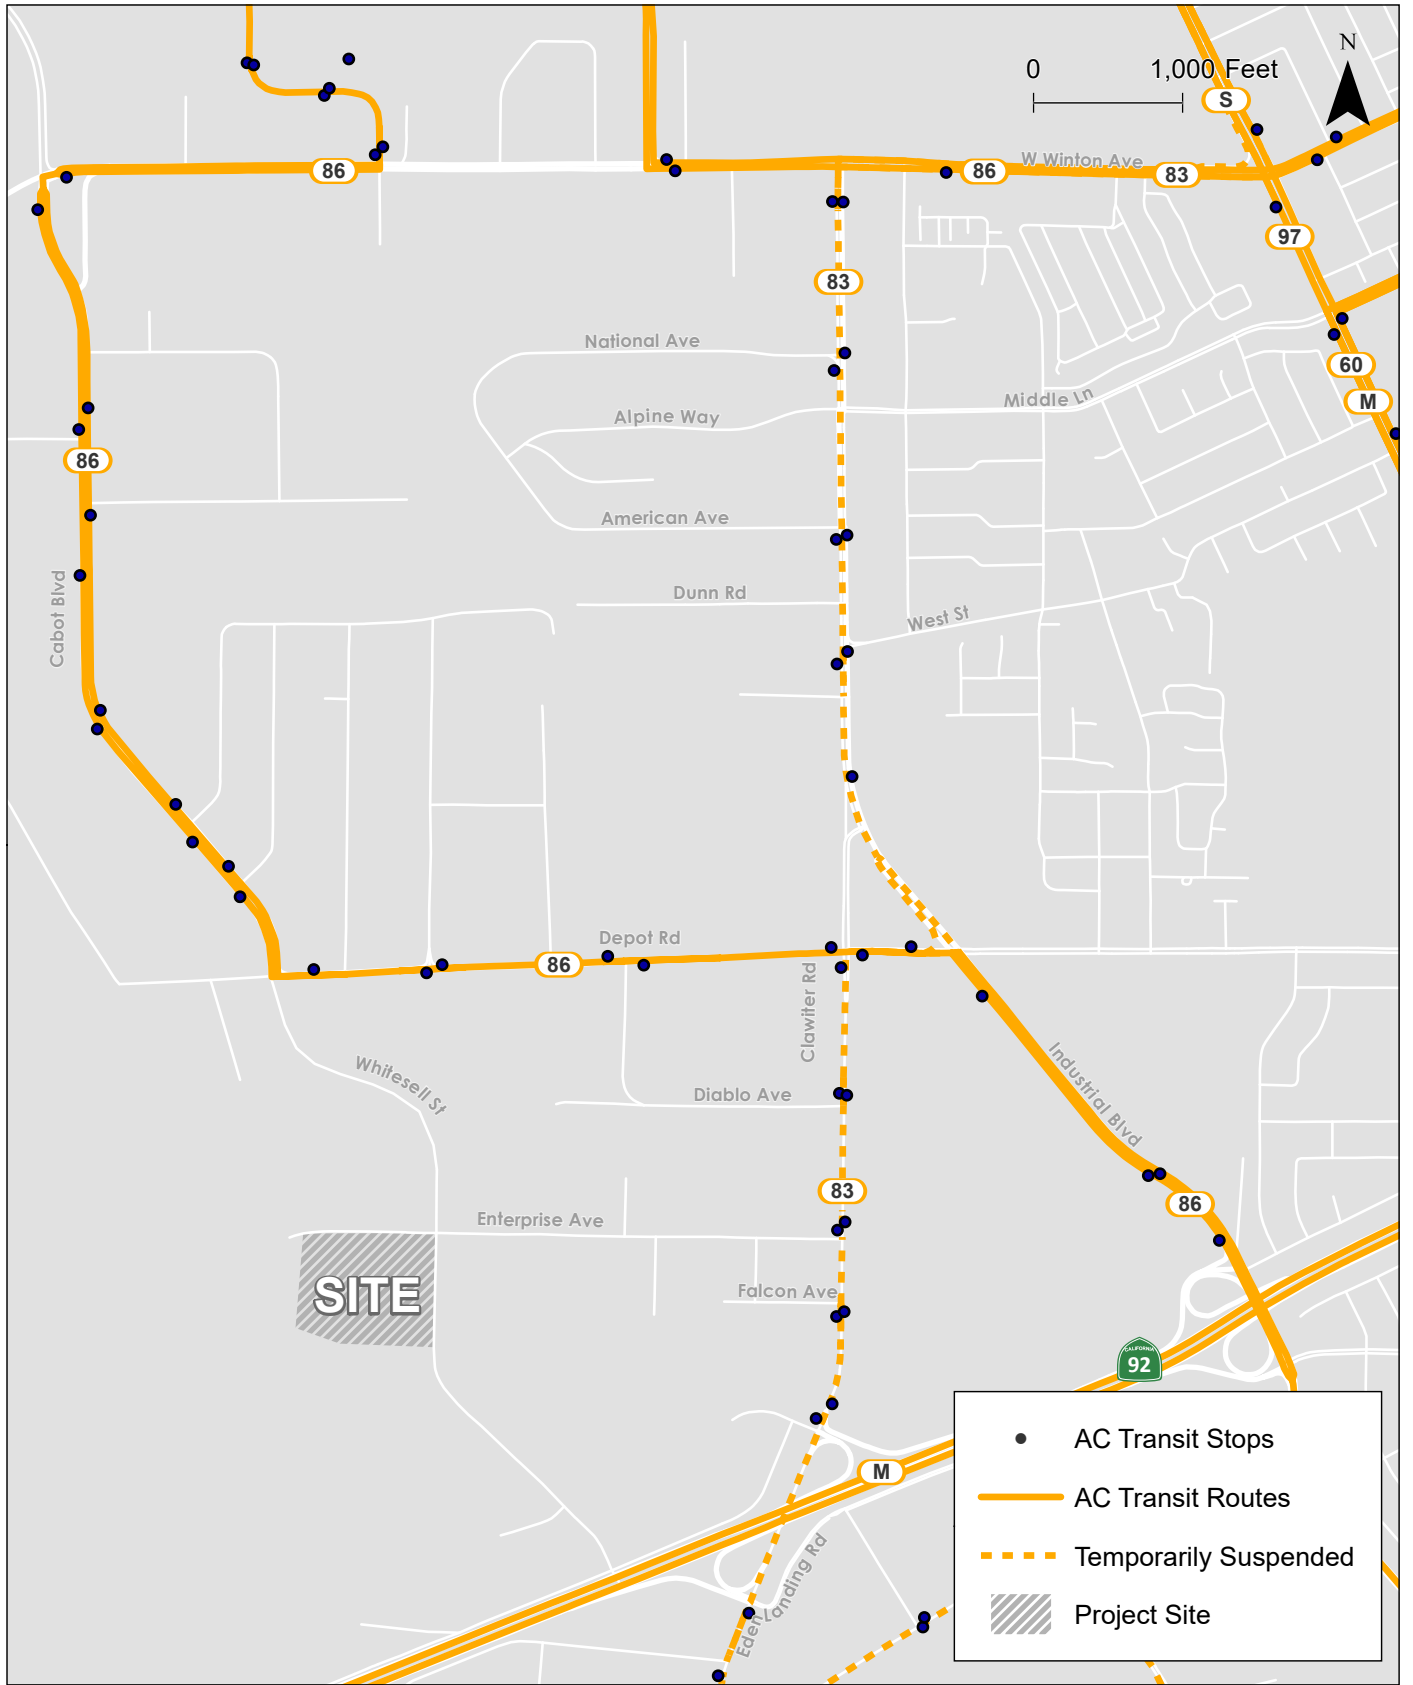 N
0 1,000 Feet
S
W Winton Ave
86
86
83
97
83
National Ave
60
Middle Ln
M
Alpine Way
86
American Ave
Cabot Blvd
Dunn Rd
West St
Depot Rd
86
Clawiter Rd
Industrial Blvd
Whitesell St
Diablo Ave
83
86
Enterprise Ave
SITE
Falcon Ave
CALIFORNIA
92
M
Eden Landing Rd
AC Transit Stops
AC Transit Routes
Temporarily Suspended
Project Site